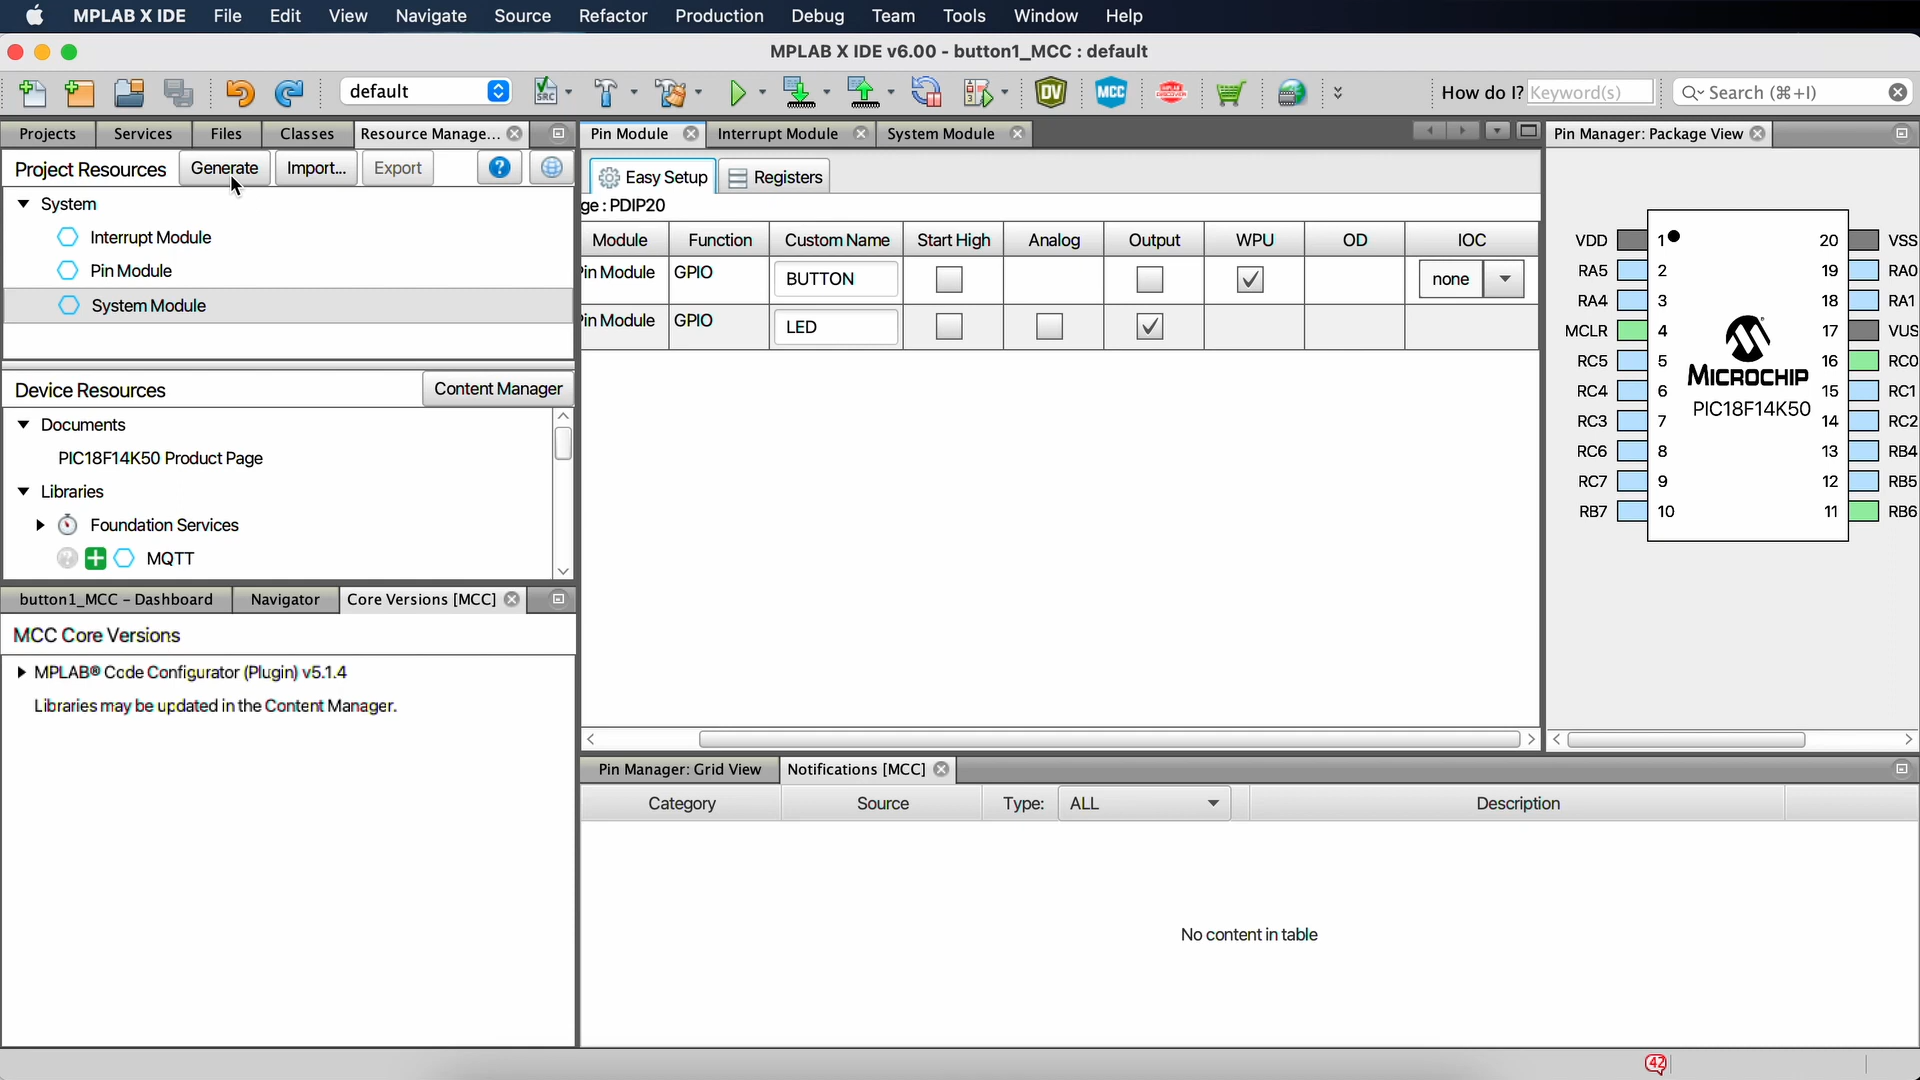 MPLAB X IDE File Edit View Navigate Source Refactor Production Debug Team Tools Window Help
MPLAB X IDE v6.00 - button1_MCC : default
default SRC DV MCC How do I? Keyword(s) Search (⌘+I)
Projects Services Files Classes Resource Manage... Pin Module Interrupt Module System Module Pin Manager: Package View
Project Resources Generate Import... Export ?
Easy Setup Registers
System
ge : PDIP20
Interrupt Module
Pin Module
System Module
Module Function Custom Name Start High Analog Output WPU OD IOC
Pin Module GPIO BUTTON none
Pin Module GPIO LED
VDD 1 20 VSS
RA5 2 19 RA0
RA4 3 18 RA1
MCLR 4 17 VUS
RC5 5 16 RC0
RC4 6 15 RC1
RC3 7 14 RC2
RC6 8 13 RB4
RC7 9 12 RB5
RB7 10 11 RB6
MICROCHIP
PIC18F14K50
Device Resources Content Manager
Documents
PIC18F14K50 Product Page
Libraries
Foundation Services
MQTT
button1_MCC - Dashboard Navigator Core Versions [MCC]
MCC Core Versions
MPLAB® Code Configurator (Plugin) v5.1.4
Libraries may be updated in the Content Manager.
Pin Manager: Grid View Notifications [MCC]
Category Source Type: ALL Description
No content in table
42